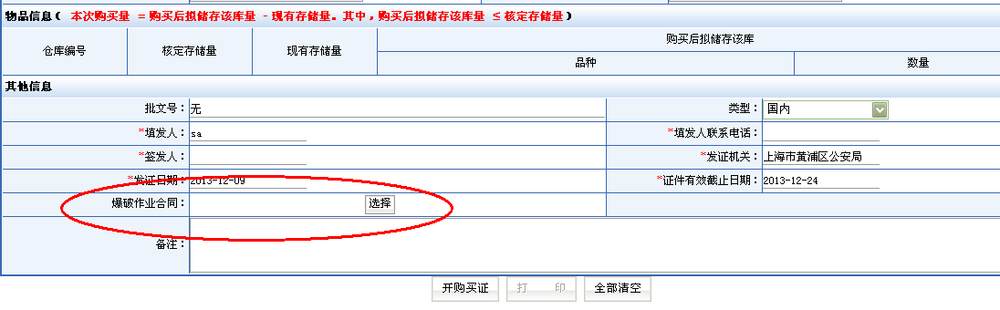 物品信息( 本次购买量 =购买后拟储存该库量 -现有存储量。其中，购买后拟储存该库量 ≤核定存储量)
仓库编号 核定存储量 现有存储量 购买后拟储存该库
品种 数量
其他信息
批文号：无 类型：国内
*填发人：sa *填发人联系电话：
*签发人： *发证机关：上海市黄浦区公安局
*发证日期：2013-12-09 *证件有效截止日期：2013-12-24
爆破作业合同： 选择
备注：
开购买证 打 印 全部清空